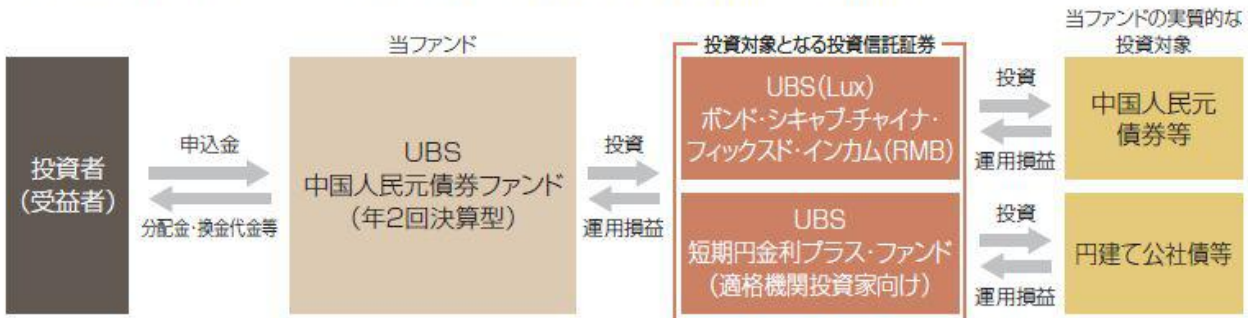 投資者
(受益者)
申込金
分配金・換金代金等
当ファンド
UBS
中国人民元債券ファンド
(年2回決算型)
投資
運用損益
投資対象となる投資信託証券
UBS(Lux)
ボンド・シキャブ-チャイナ・
フィックスド・インカム(RMB)
UBS
短期円金利プラス・ファンド
(適格機関投資家向け)
投資
運用損益
投資
運用損益
当ファンドの実質的な
投資対象
中国人民元
債券等
円建て公社債等